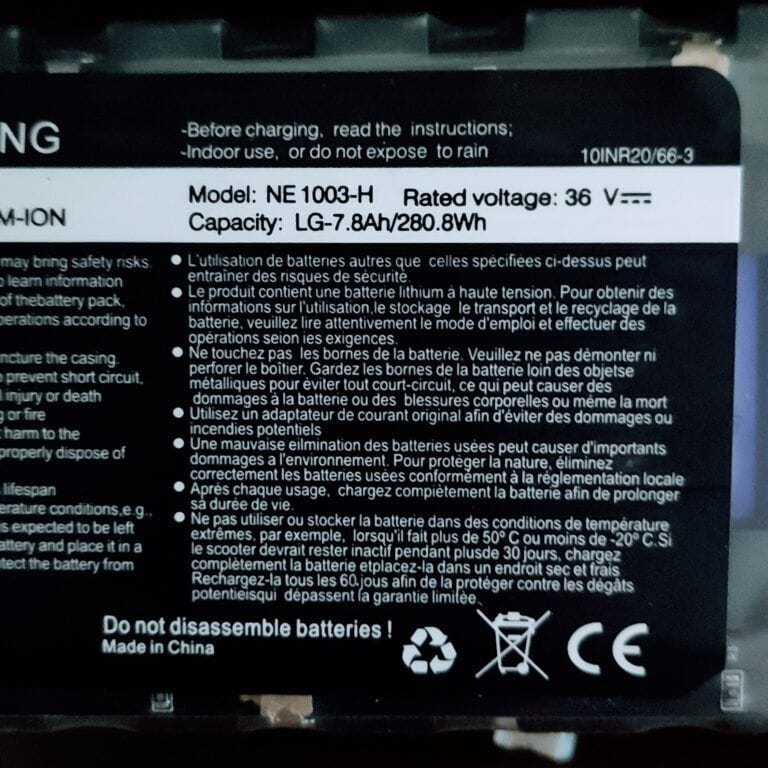 NG
-Before charging, read the instructions;
-Indoor use, or do not expose to rain
10INR20/66-3
M-ION
Model: NE1003-H Rated voltage: 36 V
Capacity: LG-7.8Ah/280.8Wh
may bring safety risks.
o learn information
of thebattery pack,
perations according to
ncture the casing.
prevent short circuit,
injury or death
g or fire
harm to the
properly dispose of
lifespan
erature conditions,e.g.,
s expected to be left
attery and place it in a
tect the battery from
● L'utilisation de batteries autres que celles spécifiées ci-dessus peut
entraîner des risques de sécurité.
● Le produit contient une batterie lithium à haute tension. Pour obtenir des
informations sur l'utilisation,le stockage le transport et le recyclage de la
batterie, veuillez lire attentivement le mode d'emploi et effectuer des
opérations selon ies exigences.
● Ne touchez pas les bornes de la batterie. Veuillez ne pas démonter ni
perforer le boîtier. Gardez les bornes de la batterie loin des objetse
métalliques pour éviter tout court-circuit, ce qui peut causer des
dommages à la batterie ou des blessures corporelles ou même la mort
● Utilisez un adaptateur de courant original afin d'éviter des dommages ou
incendies potentiels
● Une mauvaise eilmination des batteries usées peut causer d'importants
dommages a l'environnement. Pour protéger la nature, éliminez
correctement les batteries usées conformément à la réglementation locale
● Après chaque usage, chargez complètement la batterie afin de prolonger
sa durée de vie.
● Ne pas utiliser ou stocker la batterie dans des conditions de température
extrêmes, par exemple, lorsqu'il fait plus de 50º C ou moins de -20º C.Si
le scooter devrait rester inactif pendant plusde 30 jours, chargez
complètement la batterie etplacez-la dans un endroit sec et frais
Rechargez-la tous les 60.jours afin de la protéger contre les dégâts
potentieisqui dépassent la garantie limitée.
Do not disassemble batteries !
Made in China
CE